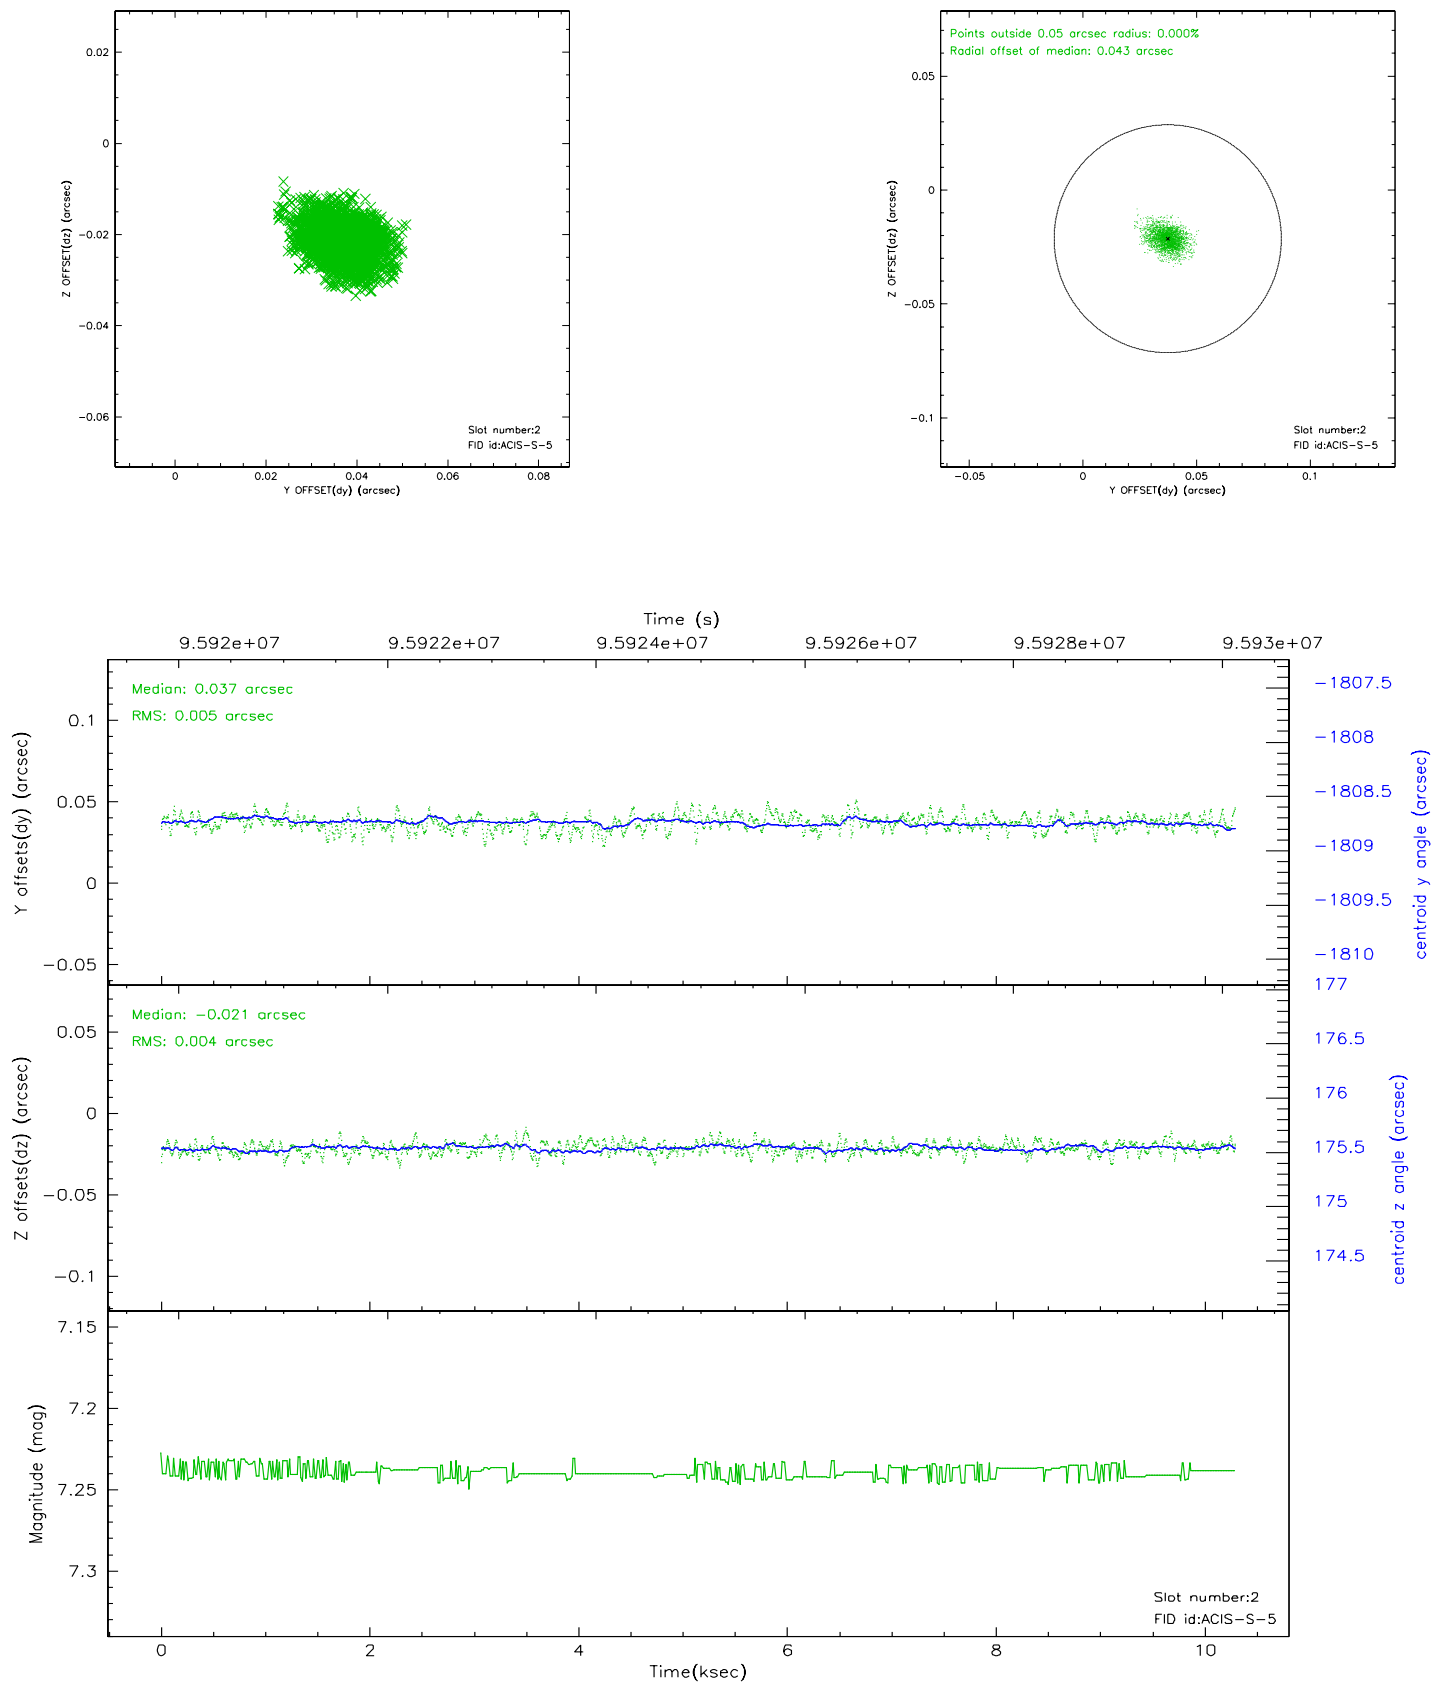 0.02
0
-0.02
-0.04
-0.06
Z OFFSET(dz) (arcsec)
Slot number:2
FID id:ACIS-S-5
0 0.02 0.04 0.06 0.08
Y OFFSET(dy) (arcsec)
Points outside 0.05 arcsec radius: 0.000%
Radial offset of median: 0.043 arcsec
0.05
0
-0.05
-0.1
Z OFFSET(dz) (arcsec)
Slot number:2
FID id:ACIS-S-5
-0.05 0 0.05 0.1
Y OFFSET(dy) (arcsec)
Time (s)
9.592e+07 9.5922e+07 9.5924e+07 9.5926e+07 9.5928e+07 9.593e+07
Median: 0.037 arcsec
RMS: 0.005 arcsec
0.1
0.05
0
-0.05
Y offsets(dy) (arcsec)
-1807.5
-1808
-1808.5
-1809
-1809.5
-1810
centroid y angle (arcsec)
Median: -0.021 arcsec
RMS: 0.004 arcsec
0.05
0
-0.05
-0.1
Z offsets(dz) (arcsec)
177
176.5
176
175.5
175
174.5
centroid z angle (arcsec)
7.15
7.2
7.25
7.3
Magnitude (mag)
Slot number:2
FID id:ACIS-S-5
0 2 4 6 8 10
Time(ksec)